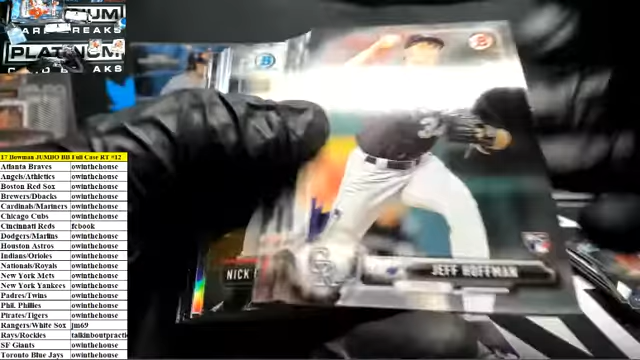 PLATINUM
17 Bowman JUMBO BB Full Case RT #12
Atlanta Braves owinthehouse
Angels/Athletics owinthehouse
Boston Red Sox owinthehouse
Brewers/Dbacks owinthehouse
Cardinals/Mariners owinthehouse
Chicago Cubs owinthehouse
Cincinnati Reds fcbook
Dodgers/Marlins owinthehouse
Houston Astros owinthehouse
Indians/Orioles owinthehouse
Nationals/Royals owinthehouse
New York Mets owinthehouse
New York Yankees owinthehouse
Padres/Twins owinthehouse
Phil. Phillies owinthehouse
Pirates/Tigers owinthehouse
Rangers/White Sox jm69
Rays/Rockies talkinboutpractic
SF Giants owinthehouse
Toronto Blue Jays owinthehouse
NICK
JEFF HOFFMAN